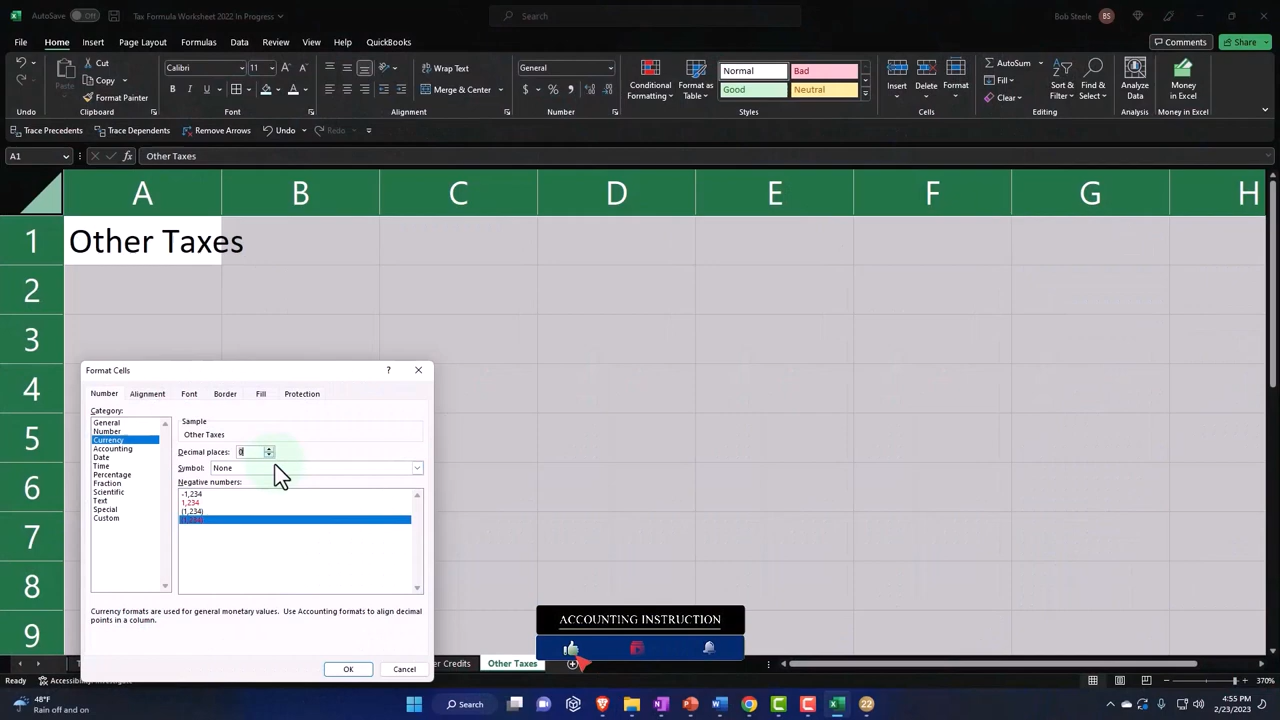 AutoSave Off Tax Formula Worksheet 2022 In Progress Search Bob Steele BS
File Home Insert Page Layout Formulas Data Review View Help QuickBooks Comments Share
Cut
Copy
Format Painter
Paste
Calibri 11
Wrap Text
Merge & Center
General
Conditional Formatting
Format as Table
Normal Bad
Good Neutral
Insert Delete Format
AutoSum
Clear
Sort & Filter
Find & Select
Analyze Data
Money in Excel
Undo Clipboard Font Alignment Number Styles Cells Editing Analysis Money in Excel
Trace Precedents Trace Dependents Remove Arrows Undo
A1 fx Other Taxes
A B C D E F G H
1 Other Taxes
2
3
4
5
6
7
8
9
Format Cells ?
Number Alignment Font Border Fill Protection
Category:
General
Number
Currency
Accounting
Date
Time
Percentage
Fraction
Scientific
Text
Special
Custom
Sample
Other Taxes
Decimal places: 0
Symbol: None
Negative numbers:
-1,234
1,234
(1,234)
(1,234)
Currency formats are used for general monetary values. Use Accounting formats to align decimal
points in a column.
OK Cancel
ACCOUNTING INSTRUCTION
Credits Other Taxes
Ready Accessibility: Investigate 370%
48°F
Rain off and on
Search
22
4:55 PM
2/23/2023